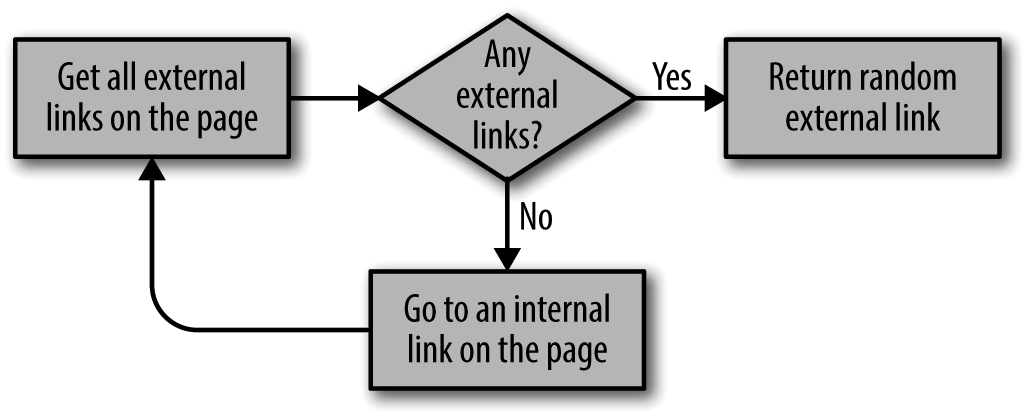 Get all external
links on the page
Any
external
links?
Yes
Return random
external link
No
Go to an internal
link on the page